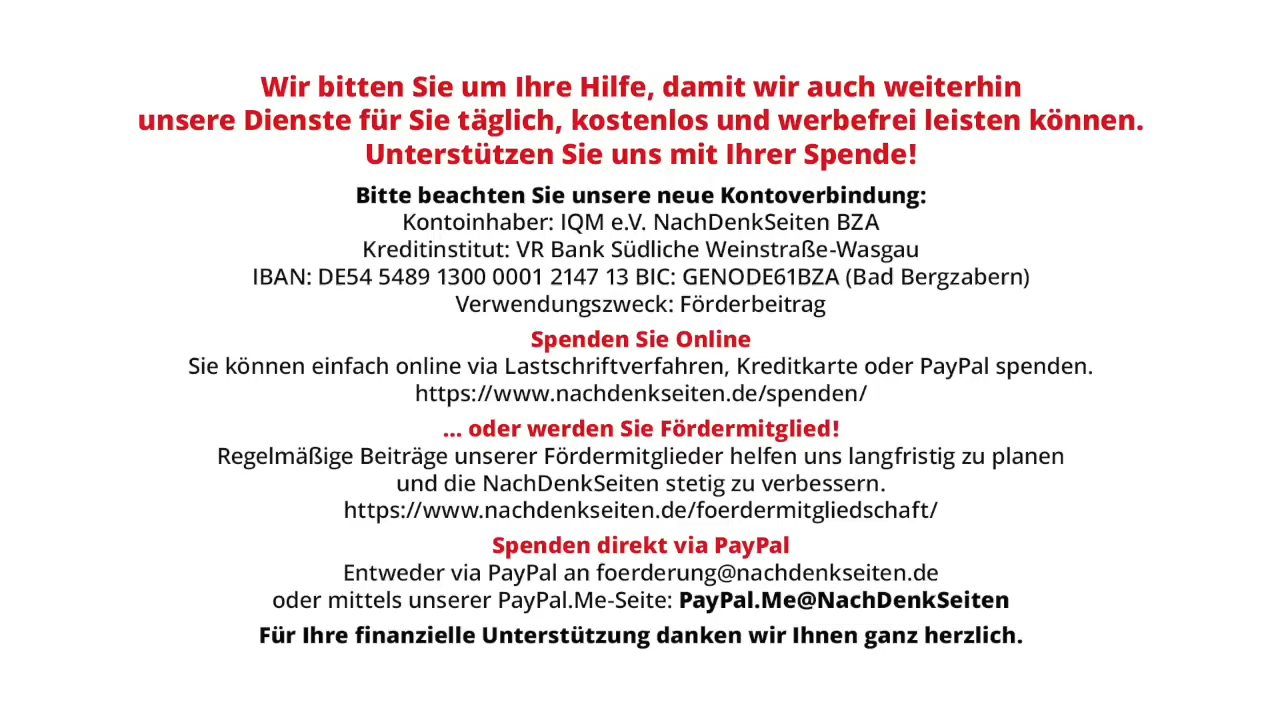 Wir bitten Sie um Ihre Hilfe, damit wir auch weiterhin
unsere Dienste für Sie täglich, kostenlos und werbefrei leisten können.
Unterstützen Sie uns mit Ihrer Spende!
Bitte beachten Sie unsere neue Kontoverbindung:
Kontoinhaber: IQM e.V. NachDenkSeiten BZA
Kreditinstitut: VR Bank Südliche Weinstraße-Wasgau
IBAN: DE54 5489 1300 0001 2147 13 BIC: GENODE61BZA (Bad Bergzabern)
Verwendungszweck: Förderbeitrag
Spenden Sie Online
Sie können einfach online via Lastschriftverfahren, Kreditkarte oder PayPal spenden.
https://www.nachdenkseiten.de/spenden/
... oder werden Sie Fördermitglied!
Regelmäßige Beiträge unserer Fördermitglieder helfen uns langfristig zu planen
und die NachDenkSeiten stetig zu verbessern.
https://www.nachdenkseiten.de/foerdermitgliedschaft/
Spenden direkt via PayPal
Entweder via PayPal an foerderung@nachdenkseiten.de
oder mittels unserer PayPal.Me-Seite: PayPal.Me@NachDenkSeiten
Für Ihre finanzielle Unterstützung danken wir Ihnen ganz herzlich.